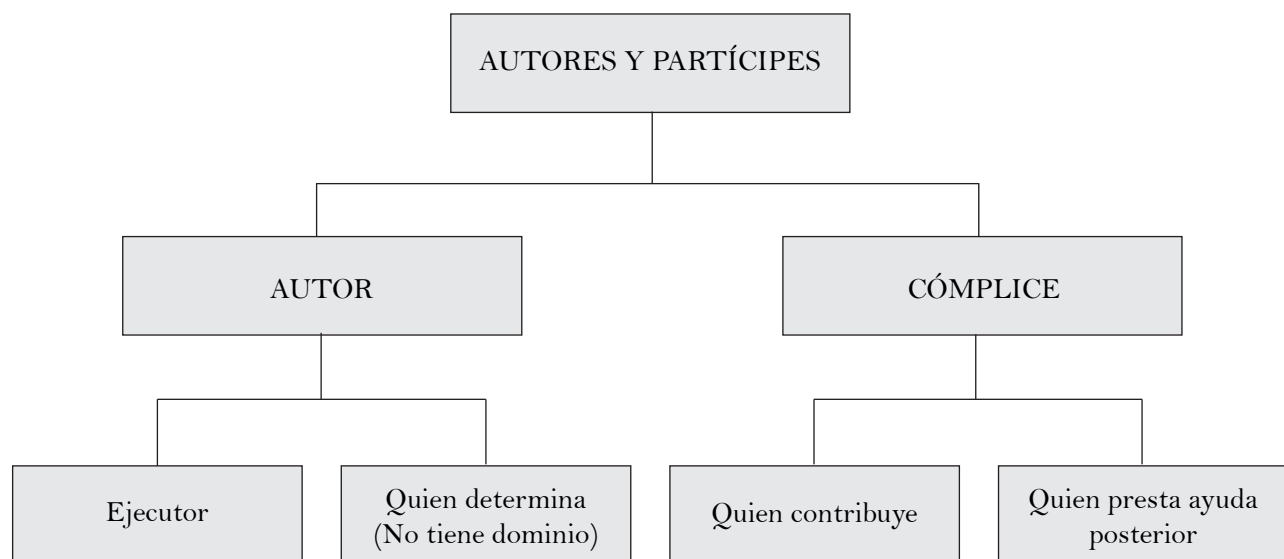 AUTORES Y PARTÍCIPES
AUTOR
CÓMPLICE
Ejecutor
Quien determina
(No tiene dominio)
Quien contribuye
Quien presta ayuda
posterior